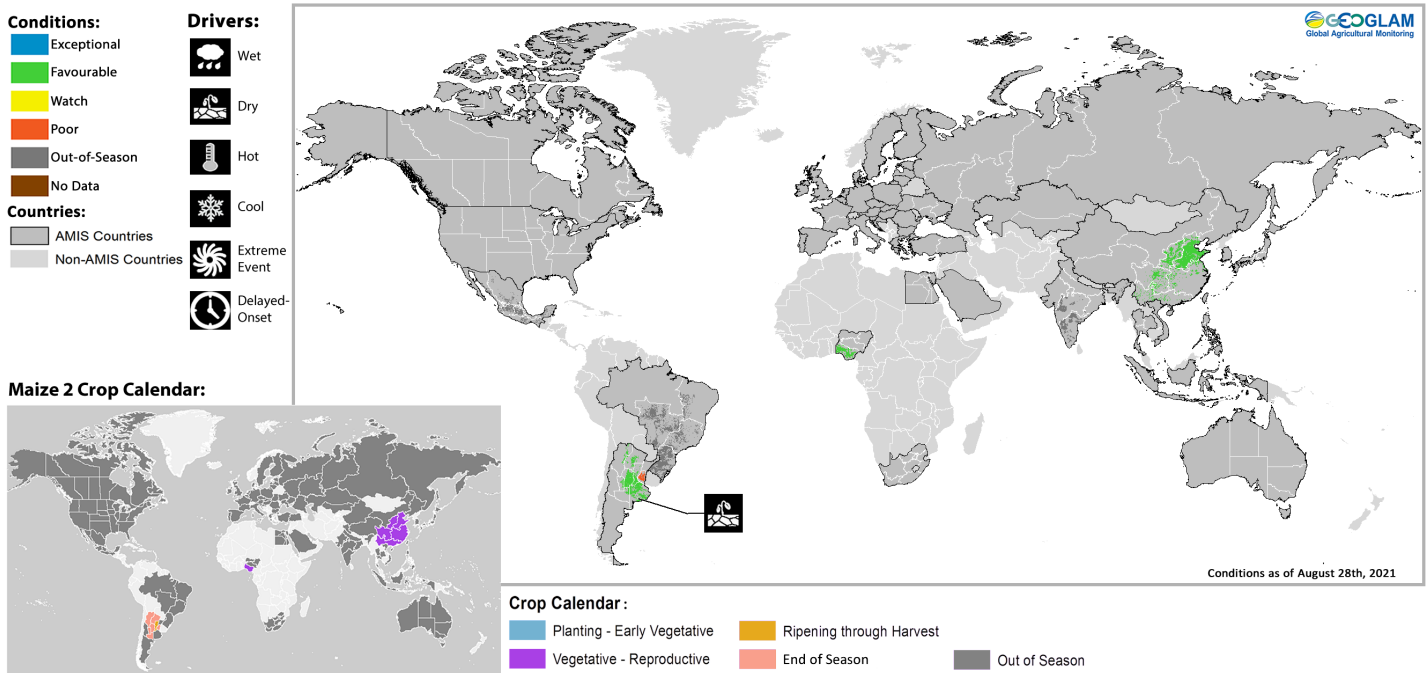 Conditions:
Exceptional
Favourable
Watch
Poor
Out-of-Season
No Data
Countries:
AMIS Countries
Non-AMIS Countries
Drivers:
Wet
Dry
Hot
Cool
Extreme
Event
Delayed-
Onset
GEOGLAM
Global Agricultural Monitoring
Maize 2 Crop Calendar:
Conditions as of August 28th, 2021
Crop Calendar :
Planting - Early Vegetative
Vegetative - Reproductive
Ripening through Harvest
End of Season
Out of Season